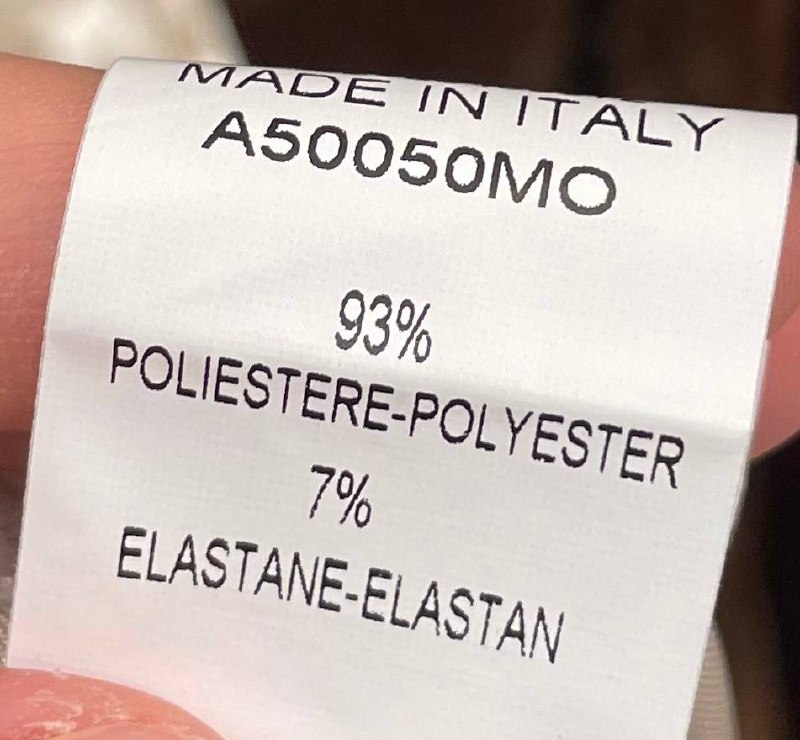 MADE IN ITALY
A50050MO
93%
POLIESTERE-POLYESTER
7%
ELASTANE-ELASTAN